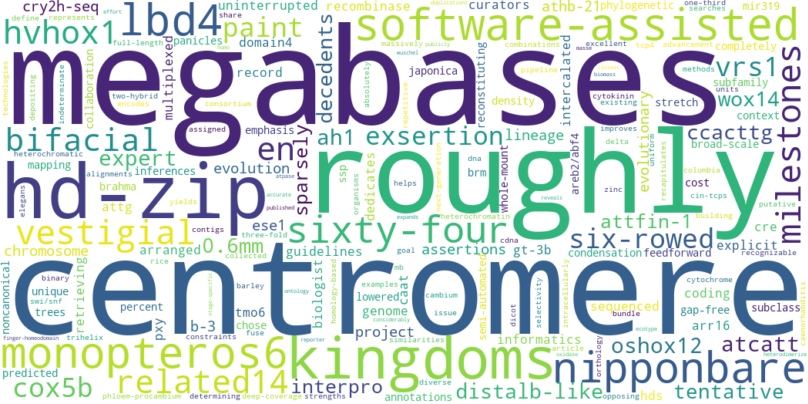 cry2h-seq lbd4 uninterrupted recombinase curators athb-21 phylogenetic one-third
define represents share software-assisted searches mir319
hvhox1 panicles paint domain4 combinations excellent completely
megabases
multiplexed collaboration record decedents japonica reconstituting intercalated vrs1
technologies depositing indeterminate two-hybrid encodes consortium full-length massively methods subfamily
density pipeline cytokinin existing stretch units wox14 context
bifacial assigned emphasis ah1 exsertion lineage improves broad-scale ccacttg milestones
heterochromatic expert en sparsely evolutionary uniform
mapping inferences evolution roughly
alignments brahma ssp dna delta recapitulates
hd-zip attg yields dedicates organisms next-generation brm whole-mount areb2/abf4 columbia cost cin-tcps
elegans contigs ese1 helps heterochromatin zinc building putative
vestigial three-fold sixty-four attfin-1 cre
chromosome arranged 0.6mm guidelines assertions gt-3b six-rowed explicit recognizable
centromere
noncanonical binary unique swi/snf trees rice collected goal mb condensation feedforward
retrieving percent barley caat biologist lowered examples cambium semi-automated sequenced cytochrome subclass
pxy tmo6 chose genome issue selectivity intracellularly dicot coding gap-free
b-3 fuse project similarities bundle arr16
finger-homeodomain trihelix constraints reporter article informatics oshox12 atcatt
monopteros6 kingdoms nipponbare
predicted related14 interpro diverse orthology
cox5b phloem-procambium determining deep-coverage strengths annotations distalb-like opposing hds tentative